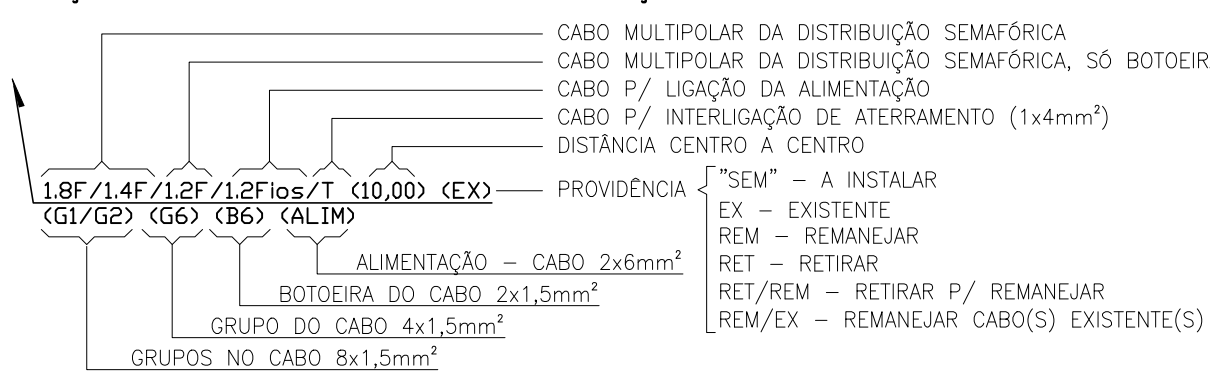 CABO MULTIPOLAR DA DISTRIBUIÇÃO SEMAFÓRICA
CABO MULTIPOLAR DA DISTRIBUIÇÃO SEMAFÓRICA, SÓ BOTOEIR
CABO P/ LIGAÇÃO DA ALIMENTAÇÃO
CABO P/ INTERLIGAÇÃO DE ATERRAMENTO (1x4mm²)
DISTÂNCIA CENTRO A CENTRO
1.8F/1.4F/1.2F/1.2Fios/T (10,00) (EX)
PROVIDÊNCIA
"SEM" – A INSTALAR
EX – EXISTENTE
REM – REMANEJAR
RET – RETIRAR
RET/REM – RETIRAR P/ REMANEJAR
REM/EX – REMANEJAR CABO(S) EXISTENTE(S)
(G1/G2) (G6) (B6) (ALIM)
ALIMENTAÇÃO – CABO 2x6mm²
BOTOEIRA DO CABO 2x1,5mm²
GRUPO DO CABO 4x1,5mm²
GRUPOS NO CABO 8x1,5mm²